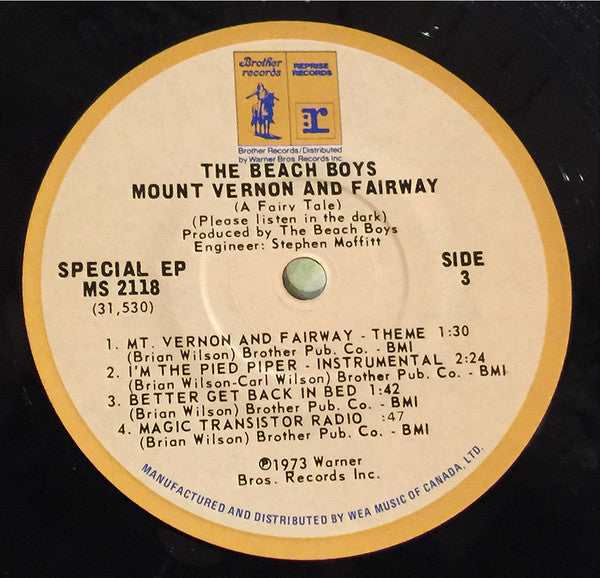 Brother
records
REPRISE
RECORDS
r
Brother Records/Distributed
by Warner Bros. Records Inc.
THE BEACH BOYS
MOUNT VERNON AND FAIRWAY
(A Fairy Tale)
(Please listen in the dark)
Produced by The Beach Boys
Engineer: Stephen Moffitt
SPECIAL EP
MS 2118
(31,530)
SIDE
3
1. MT. VERNON AND FAIRWAY - THEME 1:30
(Brian Wilson) Brother Pub. Co. - BMI
2. I'M THE PIED PIPER - INSTRUMENTAL 2:24
(Brian Wilson-Carl Wilson) Brother Pub. Co. - BMI
3. BETTER GET BACK IN BED 1:42
(Brian Wilson) Brother Pub. Co. - BMI
4. MAGIC TRANSISTOR RADIO :47
(Brian Wilson) Brother Pub. Co. - BMI
℗1973 Warner
Bros. Records Inc.
MANUFACTURED AND DISTRIBUTED BY WEA MUSIC OF CANADA, LTD.